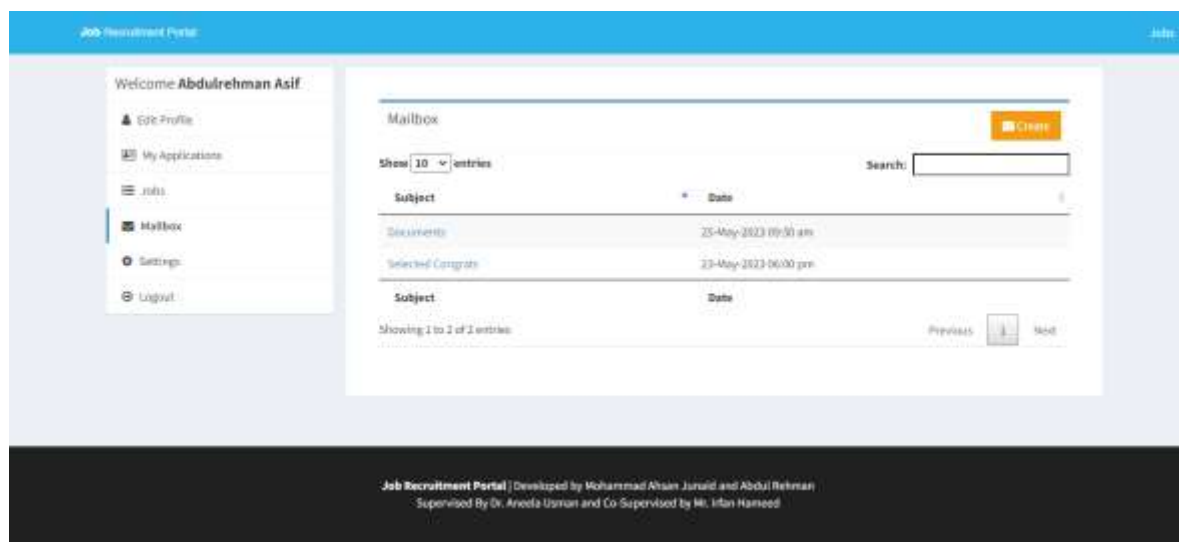 Job Recruitment Portal
Jobs
Welcome Abdulrehman Asif
Edit Profile
My Applications
Jobs
Mailbox
Settings
Logout
Mailbox
Create
Show 10 entries
Search:
Subject Date
Documents 25-May-2023 09:50 am
Selected Congrats 23-May-2023 06:00 pm
Subject Date
Showing 1 to 2 of 2 entries
Previous 1 Next
Job Recruitment Portal | Developed by Mohammad Ahsan Junaid and Abdul Rehman
Supervised By Dr. Aneela Usman and Co-Supervised by Mr. Irfan Hameed